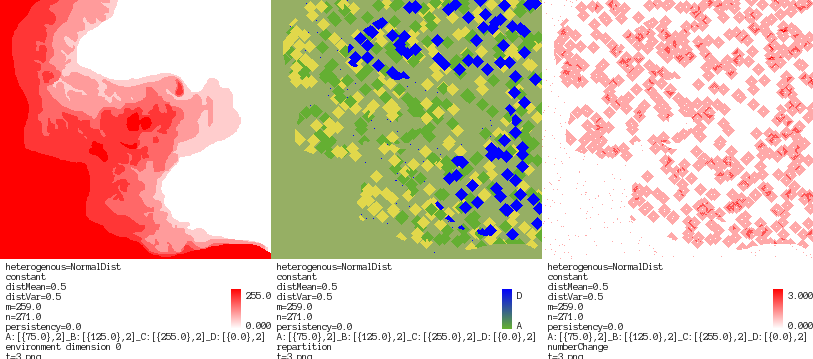 heterogenous=NormalDist
constant
distMean=0.5
distVar=0.5
m=259.0
n=271.0
persistency=0.0
A:[{75.0},2]_B:[{125.0},2]_C:[{255.0},2]_D:[{0.0},2]
environment dimension 0
t=3.png
255.0
0.000
heterogenous=NormalDist
constant
distMean=0.5
distVar=0.5
m=259.0
n=271.0
persistency=0.0
A:[{75.0},2]_B:[{125.0},2]_C:[{255.0},2]_D:[{0.0},2]
repartition
t=3.png
D
A
heterogenous=NormalDist
constant
distMean=0.5
distVar=0.5
m=259.0
n=271.0
persistency=0.0
A:[{75.0},2]_B:[{125.0},2]_C:[{255.0},2]_D:[{0.0},2]
numberChange
t=3.png
3.000
0.000